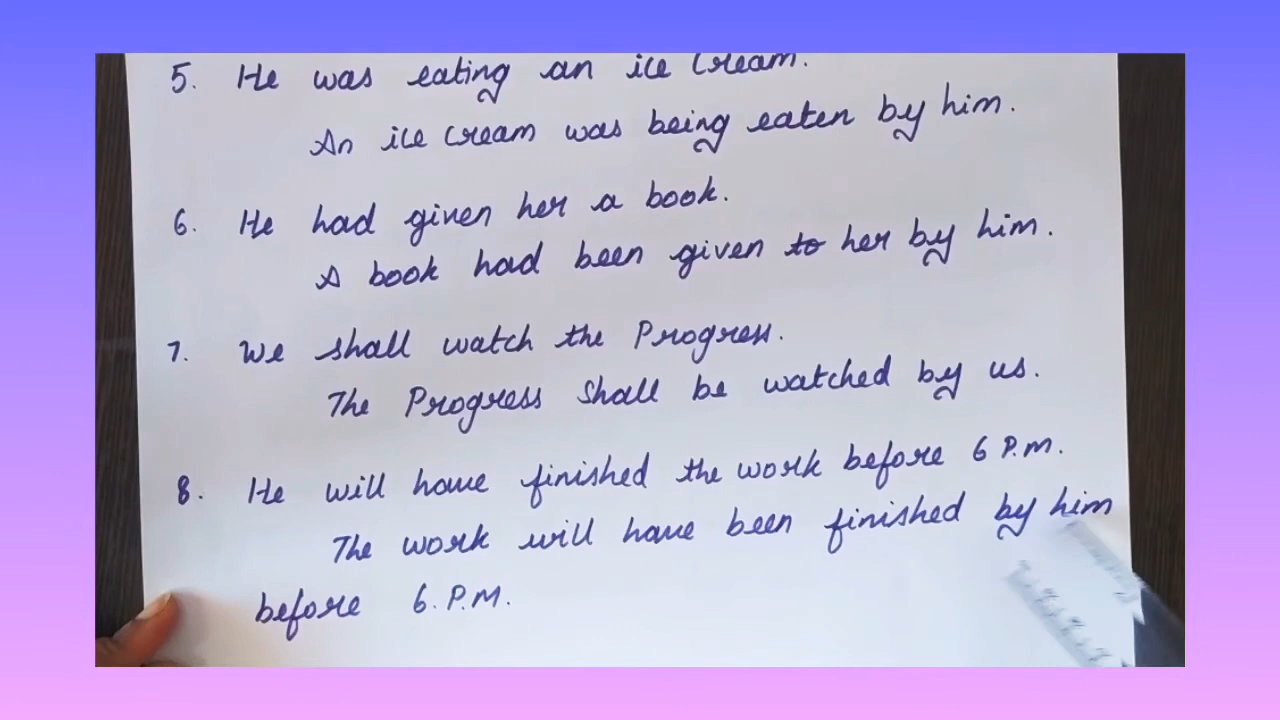 5. He was eating an ice cream.
An ice cream was being eaten by him.
6. He had given her a book.
A book had been given to her by him.
7. We shall watch the Progress.
The Progress shall be watched by us.
8. He will have finished the work before 6 P.M.
The work will have been finished by him
before 6. P.M.